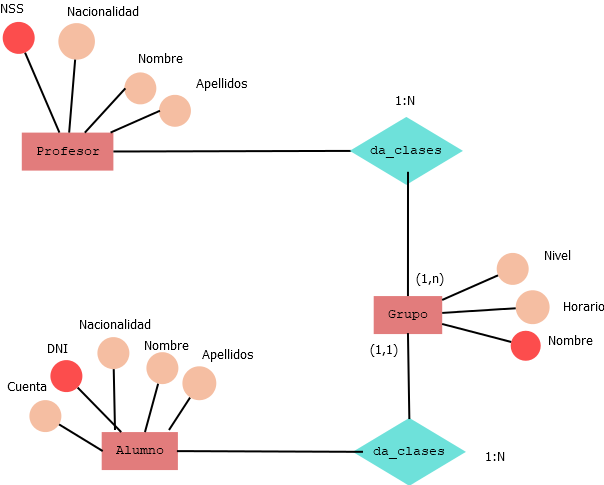 NSS
Nacionalidad
Nombre
Apellidos
Profesor
1:N
da_clases
(1,n)
Nivel
Horario
Nombre
Grupo
(1,1)
Nacionalidad
DNI
Nombre
Apellidos
Cuenta
Alumno
da_clases
1:N